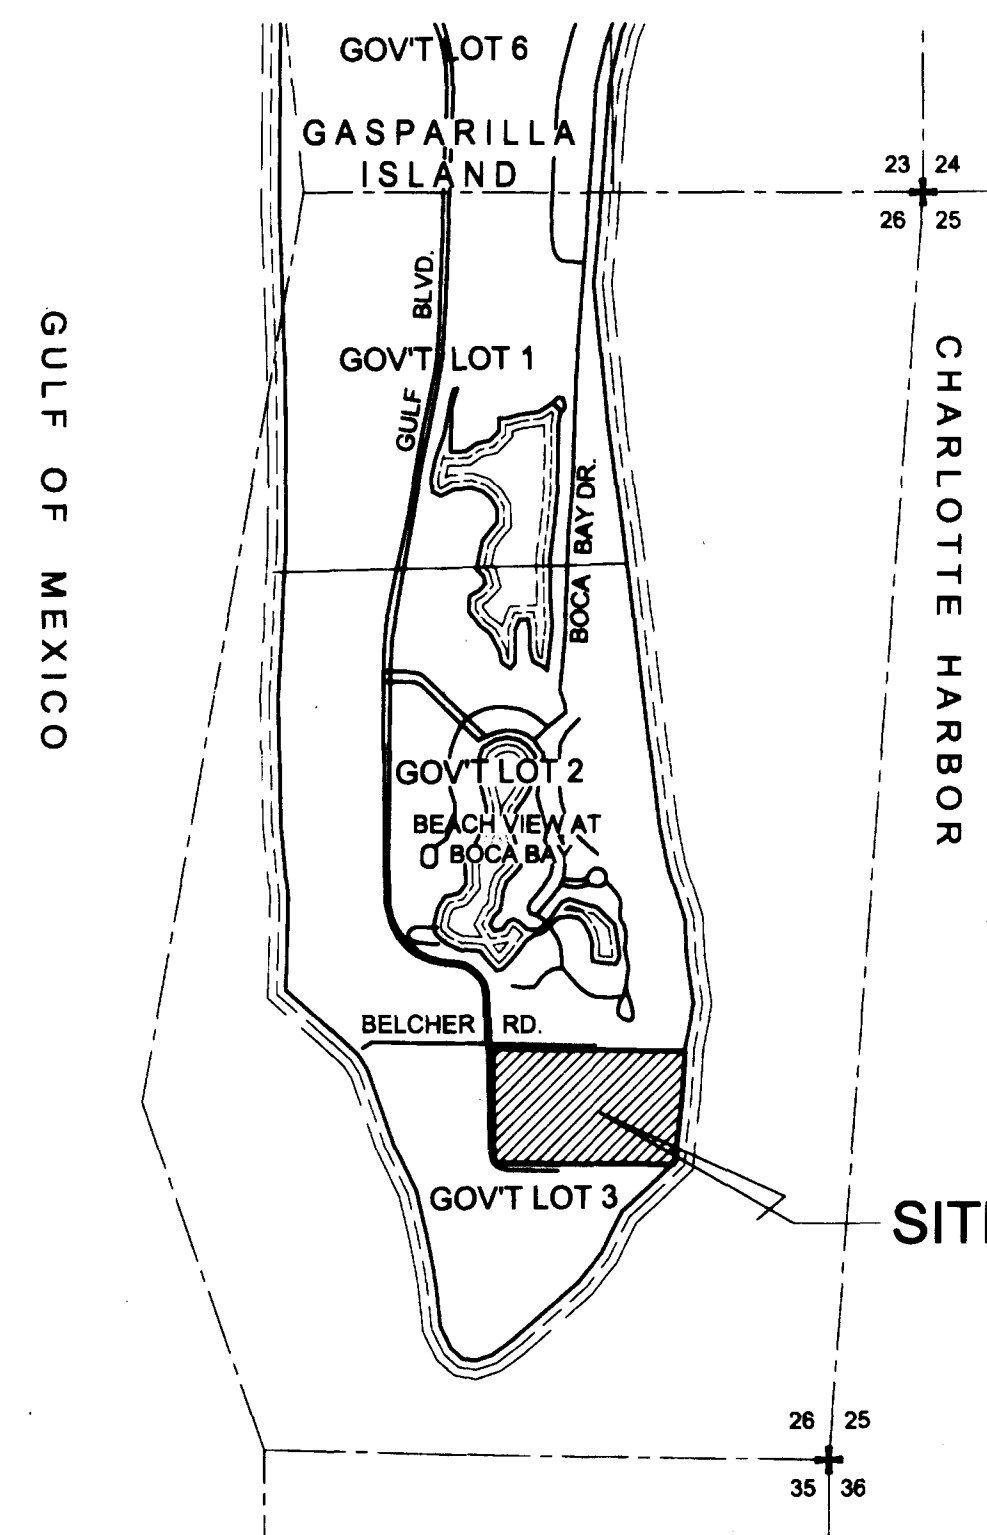 GOV'T LOT 6
GASPARILLA
ISLAND
23 24
26 25
BLVD.
GULF
GOV'T LOT 1
GULF OF MEXICO
CHARLOTTE HARBOR
BOCA BAY DR.
GOV'T LOT 2
BEACH VIEW AT
BOCA BAY
BELCHER RD.
GOV'T LOT 3
26 25
35 36